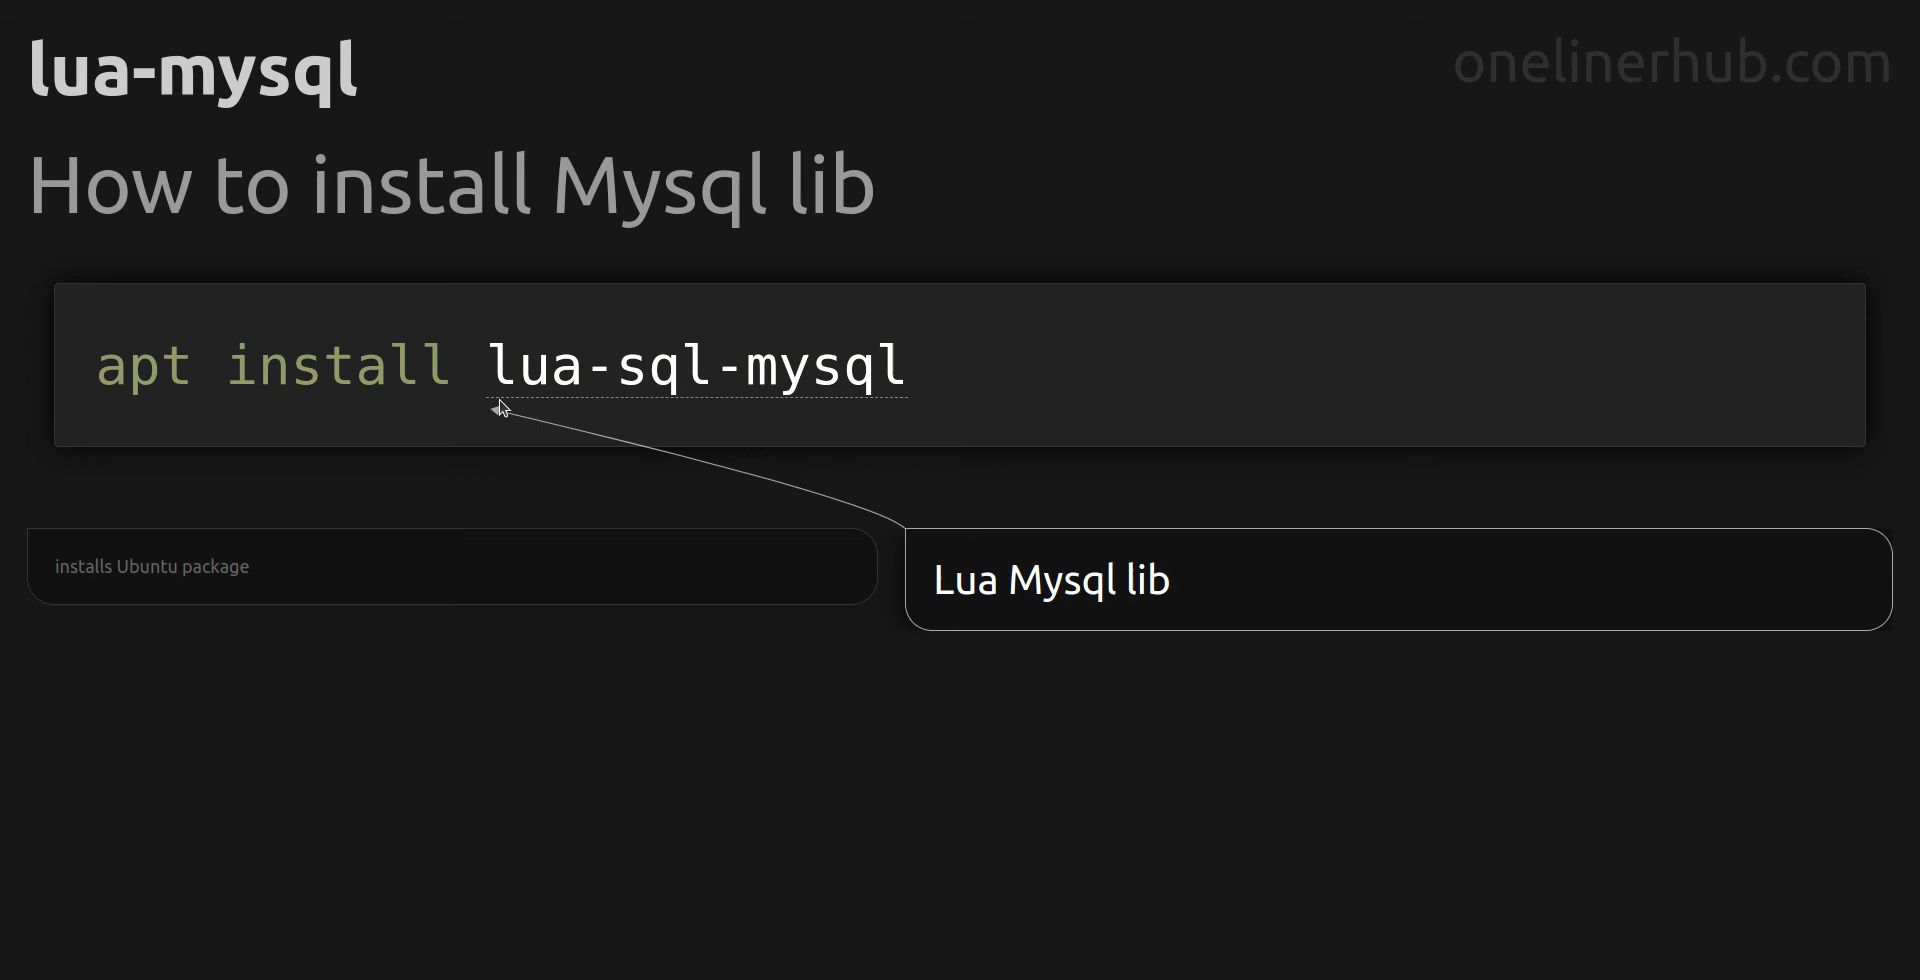 lua-mysql
onelinerhub.com
How to install Mysql lib
apt install lua-sql-mysql
installs Ubuntu package
Lua Mysql lib